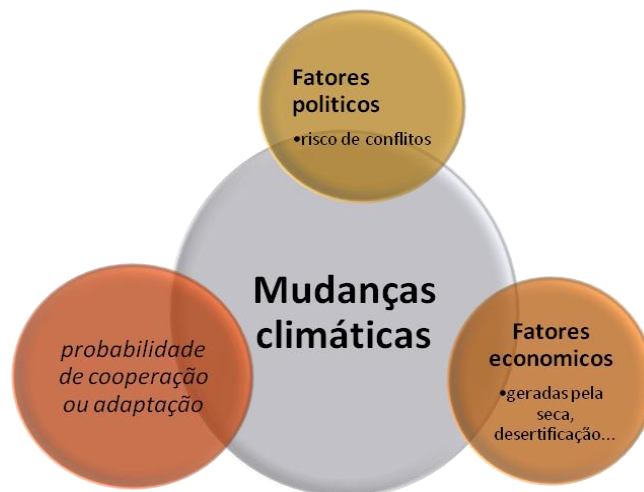 Fatores
politicos
•risco de conflitos
Mudanças
climáticas
Fatores
economicos
•geradas pela
seca,
desertificação...
probabilidade
de cooperação
ou adaptação